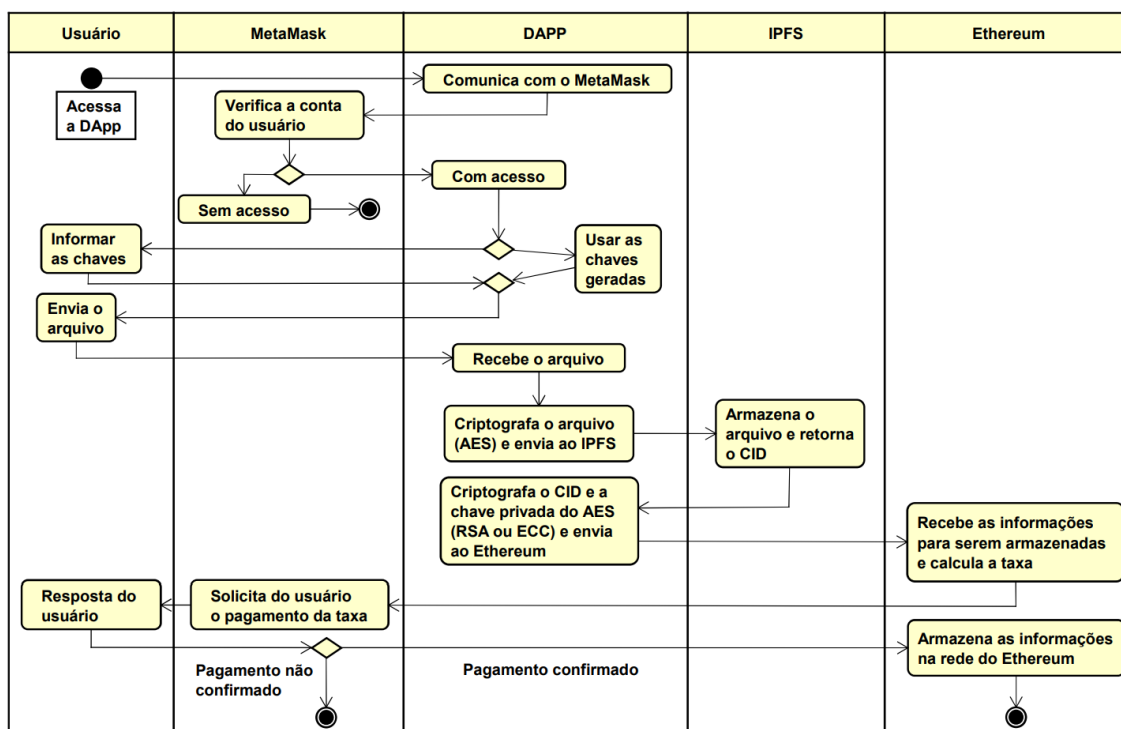 Usuário
MetaMask
DAPP
IPFS
Ethereum
Acessa
a DApp
Comunica com o MetaMask
Verifica a conta
do usuário
Com acesso
Sem acesso
Informar
as chaves
Usar as
chaves
geradas
Envia o
arquivo
Recebe o arquivo
Criptografa o arquivo
(AES) e envia ao IPFS
Armazena o
arquivo e retorna
o CID
Criptografa o CID e a
chave privada do AES
(RSA ou ECC) e envia
ao Ethereum
Recebe as informações
para serem armazenadas
e calcula a taxa
Solicita do usuário
o pagamento da taxa
Resposta do
usuário
Pagamento não
confirmado
Pagamento confirmado
Armazena as informações
na rede do Ethereum